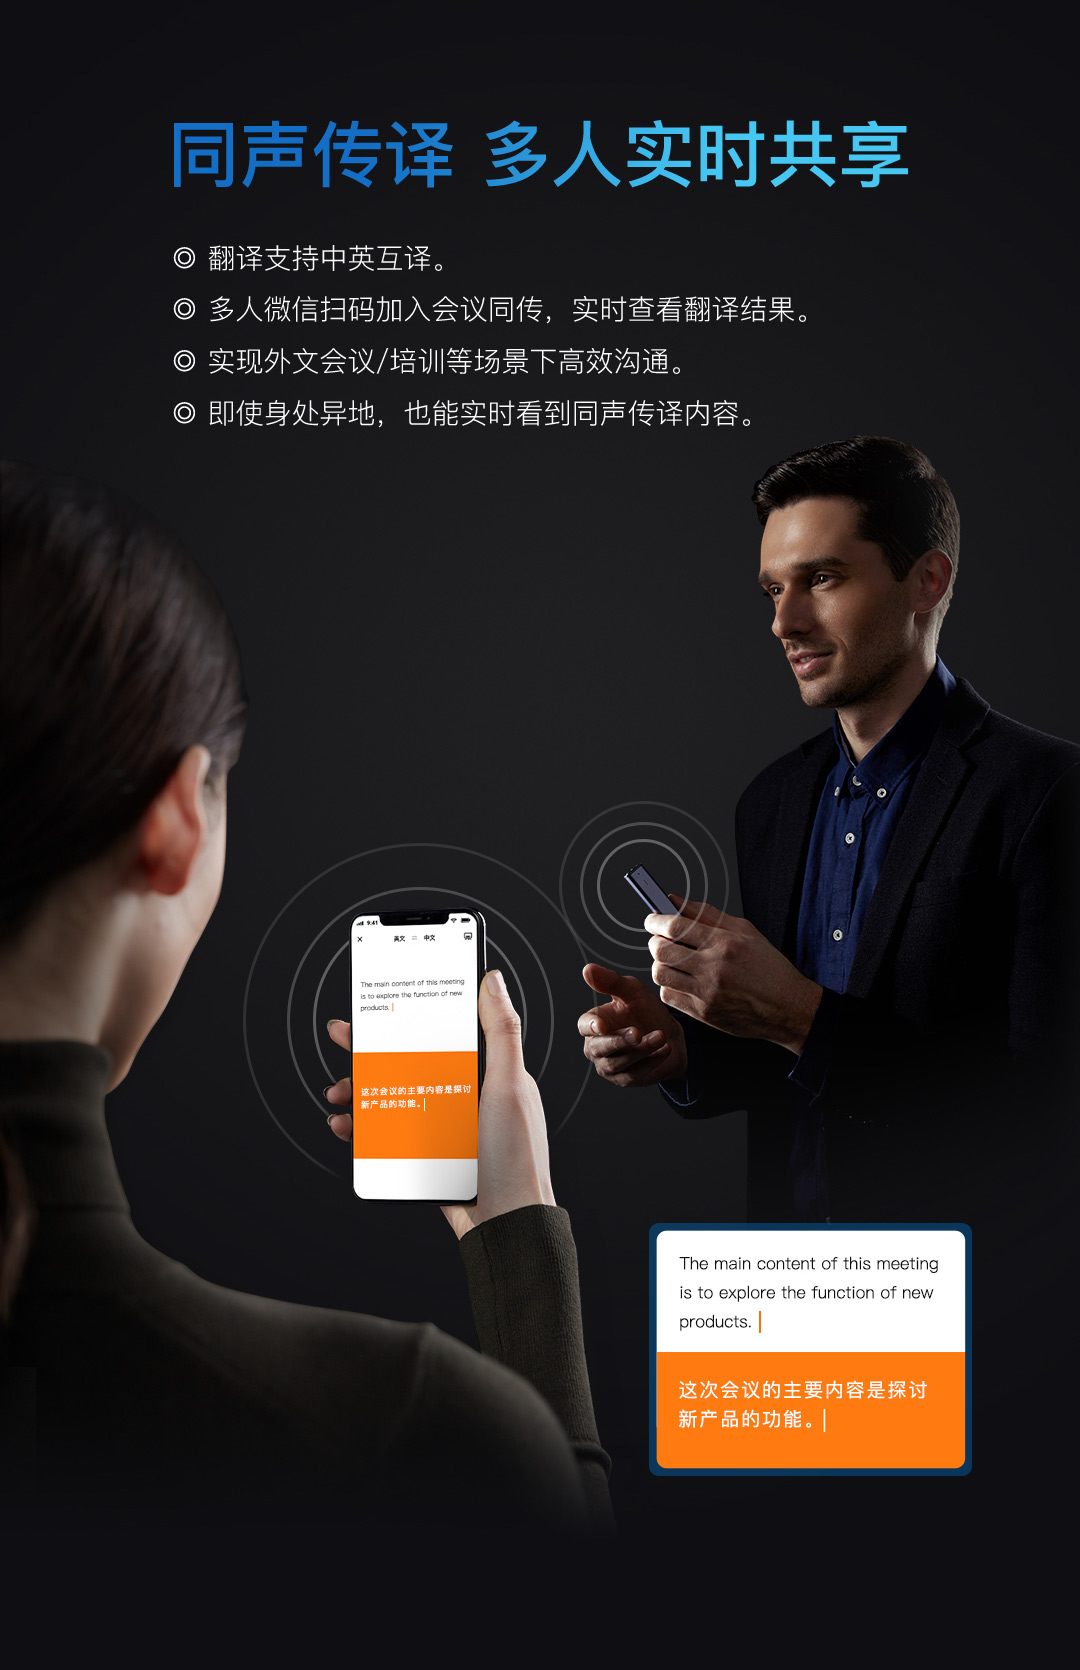 同声传译 多人实时共享
◎ 翻译支持中英互译。
◎ 多人微信扫码加入会议同传，实时查看翻译结果。
◎ 实现外文会议/培训等场景下高效沟通。
◎ 即使身处异地，也能实时看到同声传译内容。
9:41
英文 中文
The main content of this meeting
is to explore the function of new
products.
这次会议的主要内容是探讨
新产品的功能。
The main content of this meeting
is to explore the function of new
products.
这次会议的主要内容是探讨
新产品的功能。